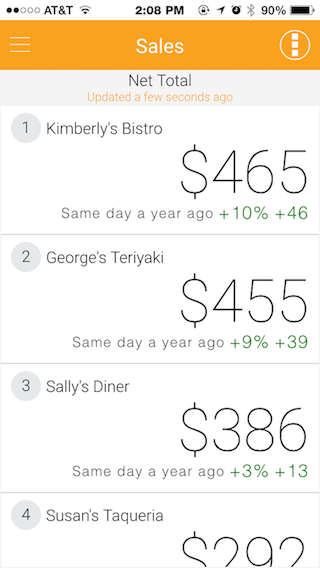 AT&T 2:08 PM 90%
Sales
Net Total
Updated a few seconds ago
1 Kimberly's Bistro
$465
Same day a year ago +10% +46
2 George's Teriyaki
$455
Same day a year ago +9% +39
3 Sally's Diner
$386
Same day a year ago +3% +13
4 Susan's Taqueria
$292